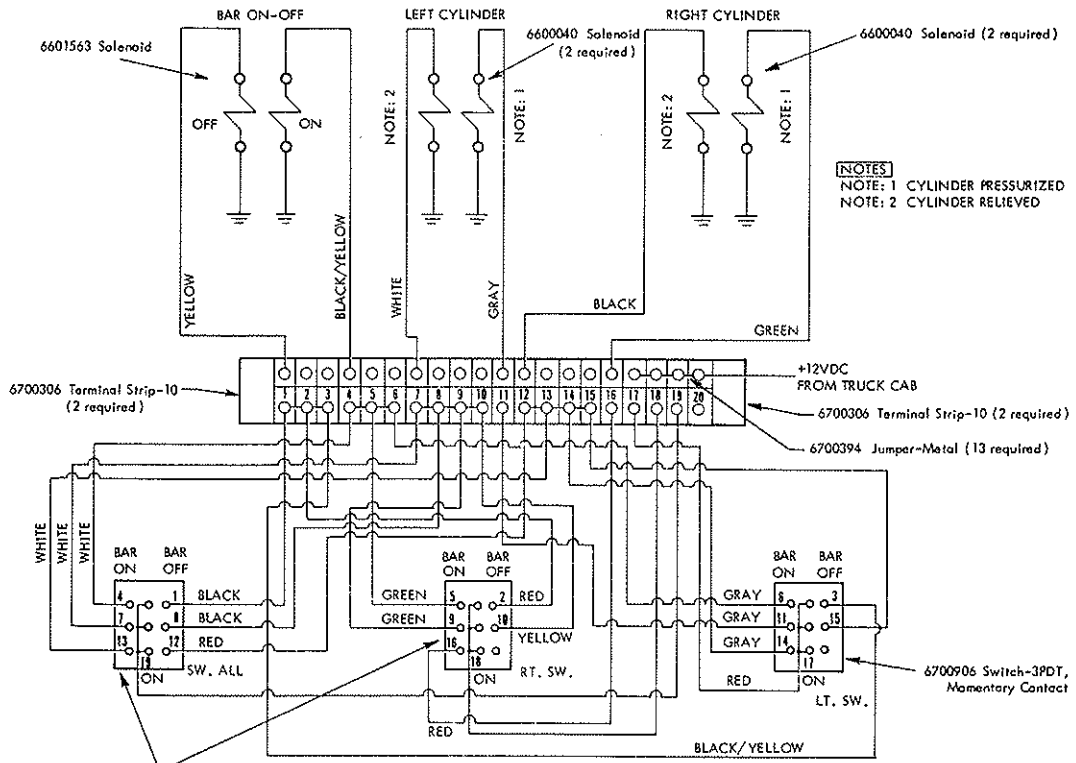 BAR ON-OFF
LEFT CYLINDER
RIGHT CYLINDER
6601563 Solenoid
6600040 Solenoid
(2 required)
6600040 Solenoid (2 required)
OFF
ON
NOTE: 2
NOTE: 1
NOTE: 2
NOTE: 1
NOTES
NOTE: 1 CYLINDER PRESSURIZED
NOTE: 2 CYLINDER RELIEVED
YELLOW
BLACK/YELLOW
WHITE
GRAY
BLACK
GREEN
+12VDC
FROM TRUCK CAB
6700306 Terminal Strip-10
(2 required)
1 2 3 4 5 6 7 8 9 10 11 12 13 14 15 16 17 18 19 20
6700306 Terminal Strip-10 (2 required)
6700394 Jumper-Metal (13 required)
WHITE
WHITE
WHITE
BAR ON
BAR OFF
4 1
7 8
13 12
19
ON
SW. ALL
BLACK
BLACK
RED
BAR ON
BAR OFF
GREEN
GREEN
5 2
9 10
16
18
ON
RT. SW.
RED
YELLOW
RED
BAR ON
BAR OFF
GRAY
GRAY
GRAY
6 3
11 15
14
17
ON
LT. SW.
RED
6700906 Switch-3PDT,
Momentary Contact
BLACK/YELLOW